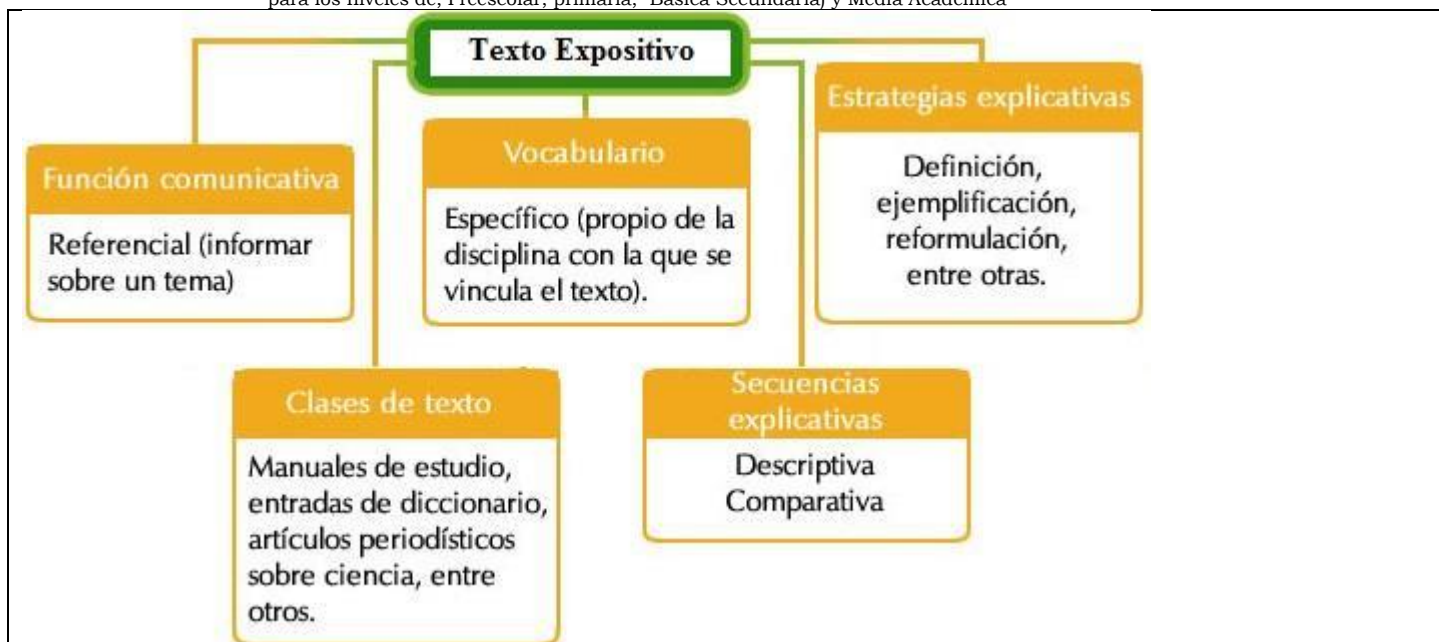 para los niveles de, Preescolar, primaria, Básica Secundaria) y Media Académica
Texto Expositivo
Función comunicativa
Referencial (informar
sobre un tema)
Vocabulario
Específico (propio de la
disciplina con la que se
vincula el texto).
Estrategias explicativas
Definición,
ejemplificación,
reformulación,
entre otras.
Clases de texto
Manuales de estudio,
entradas de diccionario,
artículos periodísticos
sobre ciencia, entre
otros.
Secuencias
explicativas
Descriptiva
Comparativa